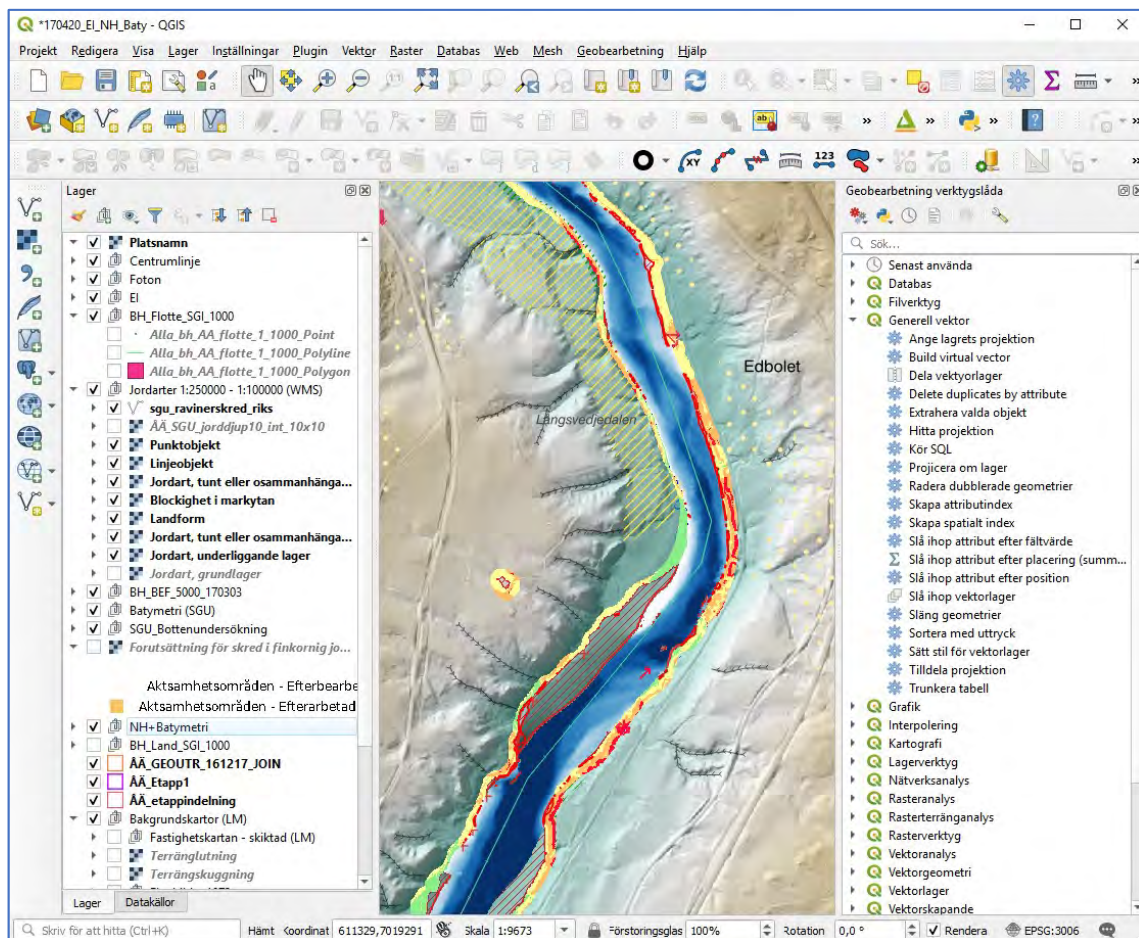 *170420_EI_NH_Baty - QGIS
Projekt Redigera Visa Lager Inställningar Plugin Vektor Raster Databas Web Mesh Geobearbetning Hjälp
Lager
Platsnamn
Centrumlinje
Foton
EI
BH_Flotte_SGI_1000
Alla_bh_AA_flotte_1_1000_Point
Alla_bh_AA_flotte_1_1000_Polyline
Alla_bh_AA_flotte_1_1000_Polygon
Jordarter 1:250000 - 1:100000 (WMS)
sgu_ravinerskred_riks
ÅÄ_SGU_jorddjup10_int_10x10
Punktobjekt
Linjeobjekt
Jordart, tunt eller osammanhänga...
Blockighet i markytan
Landform
Jordart, tunt eller osammanhänga...
Jordart, underliggande lager
Jordart, grundlager
BH_BEF_5000_170303
Batymetri (SGU)
SGU_Bottenundersökning
Forutsättning för skred i finkornig jo...
Aktsamhetsområden - Efterbearbe
Aktsamhetsområden - Efterarbetad
NH+Batymetri
BH_Land_SGI_1000
ÅÄ_GEOUTR_161217_JOIN
ÅÄ_Etapp1
ÅÄ_etappindelning
Bakgrundskartor (LM)
Fastighetskartan - skiktad (LM)
Terränglutning
Terrängskuggning
Lager Datakällor
Edbolet
Långsvedjedalen
Geobearbetning verktygslåda
Sök...
Senast använda
Databas
Filverktyg
Generell vektor
Ange lagrets projektion
Build virtual vector
Dela vektyorlager
Delete duplicates by attribute
Extrahera valda objekt
Hitta projektion
Kör SQL
Projicera om lager
Radera dubblerade geometrier
Skapa attributindex
Skapa spatialt index
Slå ihop attribut efter fältvärde
Slå ihop attribut efter placering (summ...
Slå ihop attribut efter position
Slå ihop vektorlager
Släng geometrier
Sortera med uttryck
Sätt stil för vektorlager
Tilldela projektion
Trunkera tabell
Grafik
Interpolering
Kartografi
Lagerverktyg
Nätverksanalys
Rasteranalys
Rasterterränganalys
Rasterverktyg
Vektoranalys
Vektorgeometri
Vektorlager
Vektorskapande
Skriv för att hitta (Ctrl+K) Hämt Koordinat 611329,7019291 Skala 1:9673 Förstoringsglas 100% Rotation 0,0 ° Rendera EPSG:3006